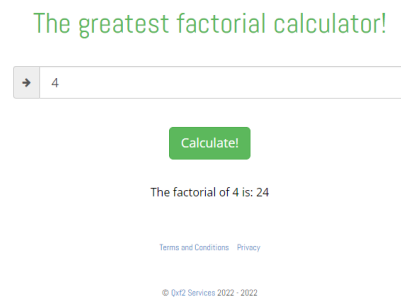 The greatest factorial calculator!
4
Calculate!
The factorial of 4 is: 24
Terms and Conditions Privacy
© Qxf2 Services 2022 - 2022